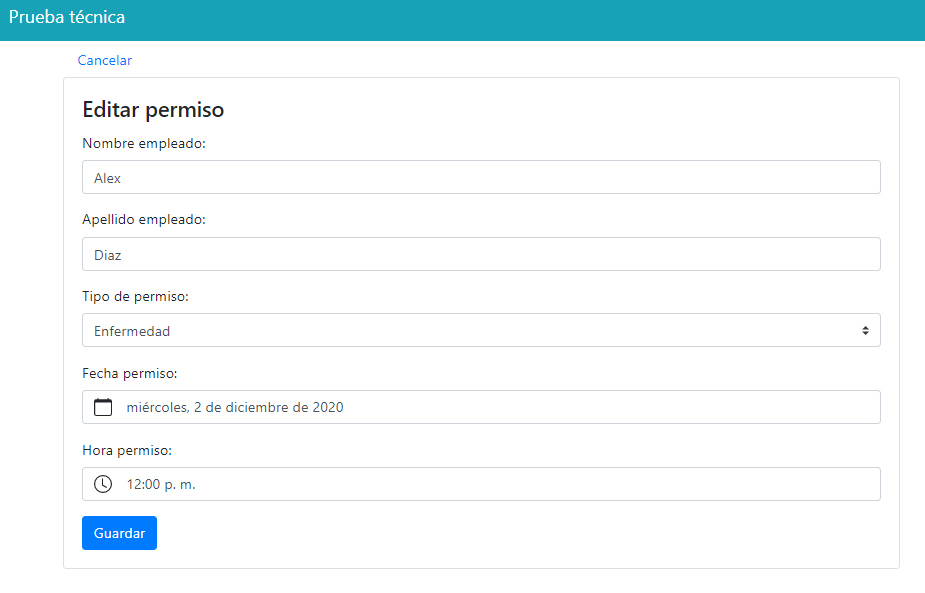 Prueba técnica
Cancelar
Editar permiso
Nombre empleado:
Alex
Apellido empleado:
Diaz
Tipo de permiso:
Enfermedad
Fecha permiso:
miércoles, 2 de diciembre de 2020
Hora permiso:
12:00 p. m.
Guardar